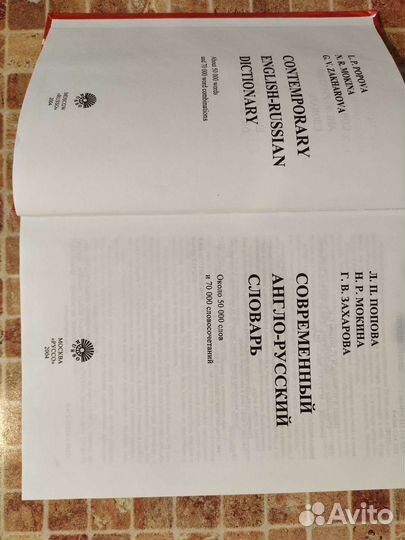 L. P. POPOVA
N. R. MOKINA
G. V. ZAKHAROVA
CONTEMPORARY
ENGLISH-RUSSIAN
DICTIONARY
About 50 000 words
and 70 000 word combinations
MOSCOW
«RUSSO»
2004
Л. П. ПОПОВА
Н. Р. МОКИНА
Г. В. ЗАХАРОВА
СОВРЕМЕННЫЙ
АНГЛО-РУССКИЙ
СЛОВАРЬ
Около 50 000 слов
и 70 000 словосочетаний
МОСКВА
«РУССО»
2004
Avito